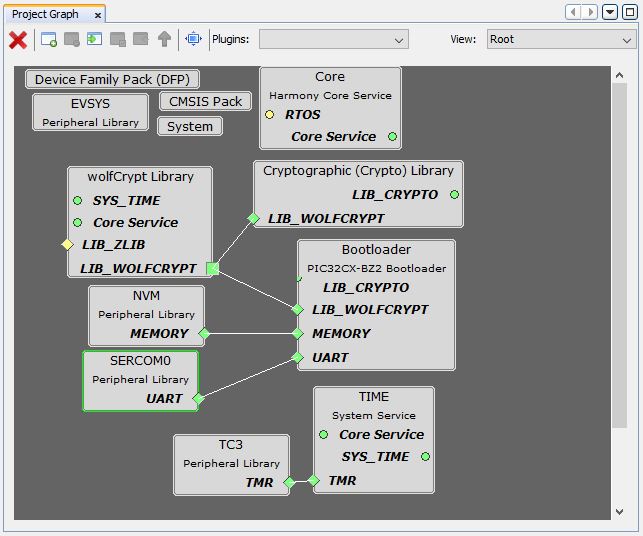 Project Graph x
Plugins:
View: Root
Device Family Pack (DFP)
EVSYS
Peripheral Library
CMSIS Pack
System
Core
Harmony Core Service
RTOS
Core Service
wolfCrypt Library
SYS_TIME
Core Service
LIB_ZLIB
LIB_WOLFCRYPT
Cryptographic (Crypto) Library
LIB_CRYPTO
LIB_WOLFCRYPT
Bootloader
PIC32CX-BZ2 Bootloader
LIB_CRYPTO
LIB_WOLFCRYPT
MEMORY
UART
NVM
Peripheral Library
MEMORY
SERCOM0
Peripheral Library
UART
TIME
System Service
Core Service
SYS_TIME
TMR
TC3
Peripheral Library
TMR